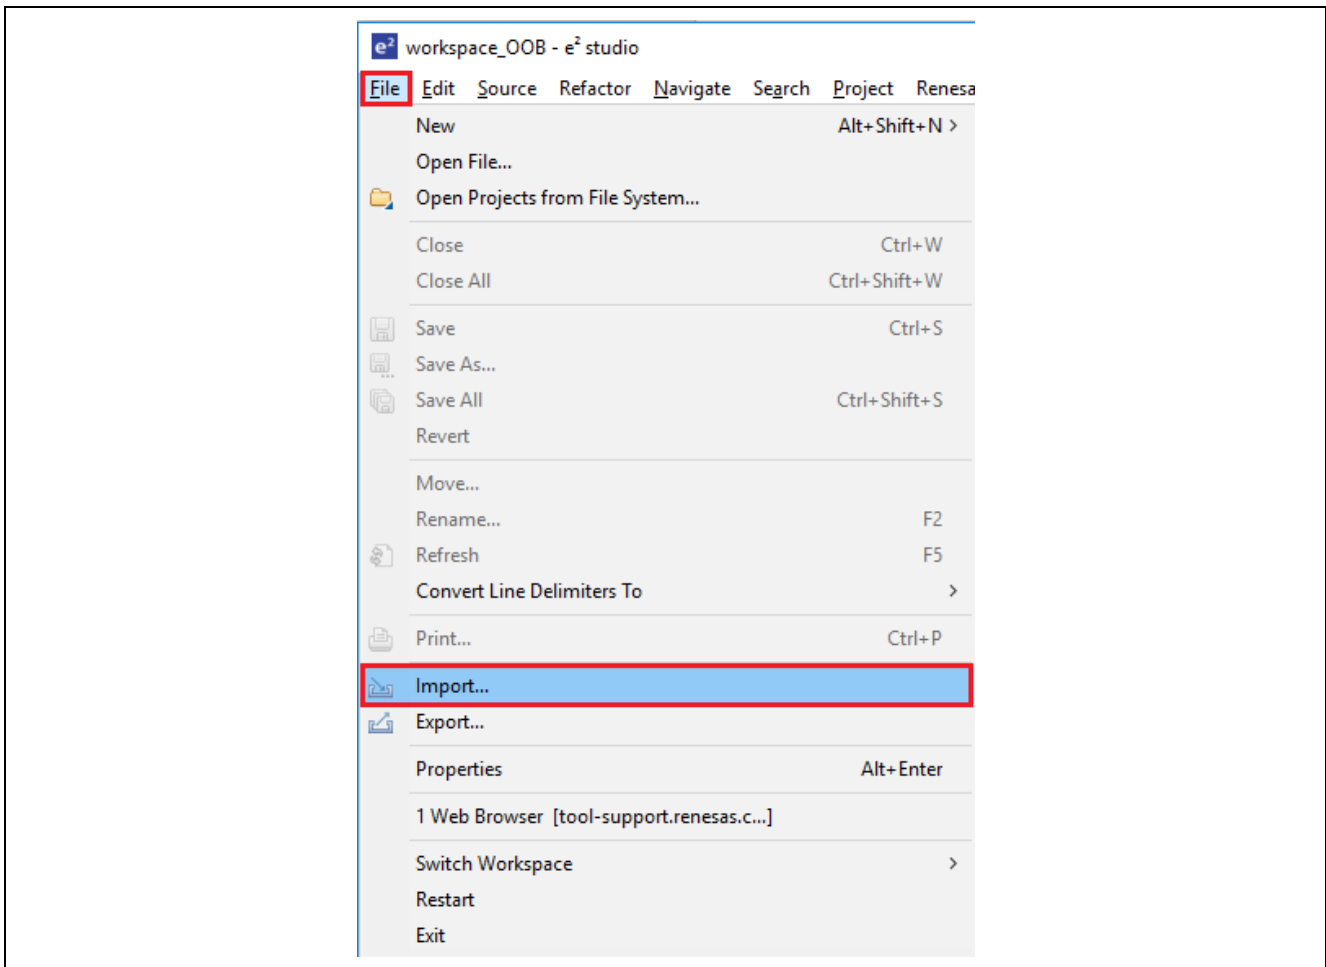 e² workspace_OOB - e² studio
File Edit Source Refactor Navigate Search Project Renesa
New Alt+Shift+N >
Open File...
Open Projects from File System...
Close Ctrl+W
Close All Ctrl+Shift+W
Save Ctrl+S
Save As...
Save All Ctrl+Shift+S
Revert
Move...
Rename... F2
Refresh F5
Convert Line Delimiters To >
Print... Ctrl+P
Import...
Export...
Properties Alt+Enter
1 Web Browser [tool-support.renesas.c...]
Switch Workspace >
Restart
Exit